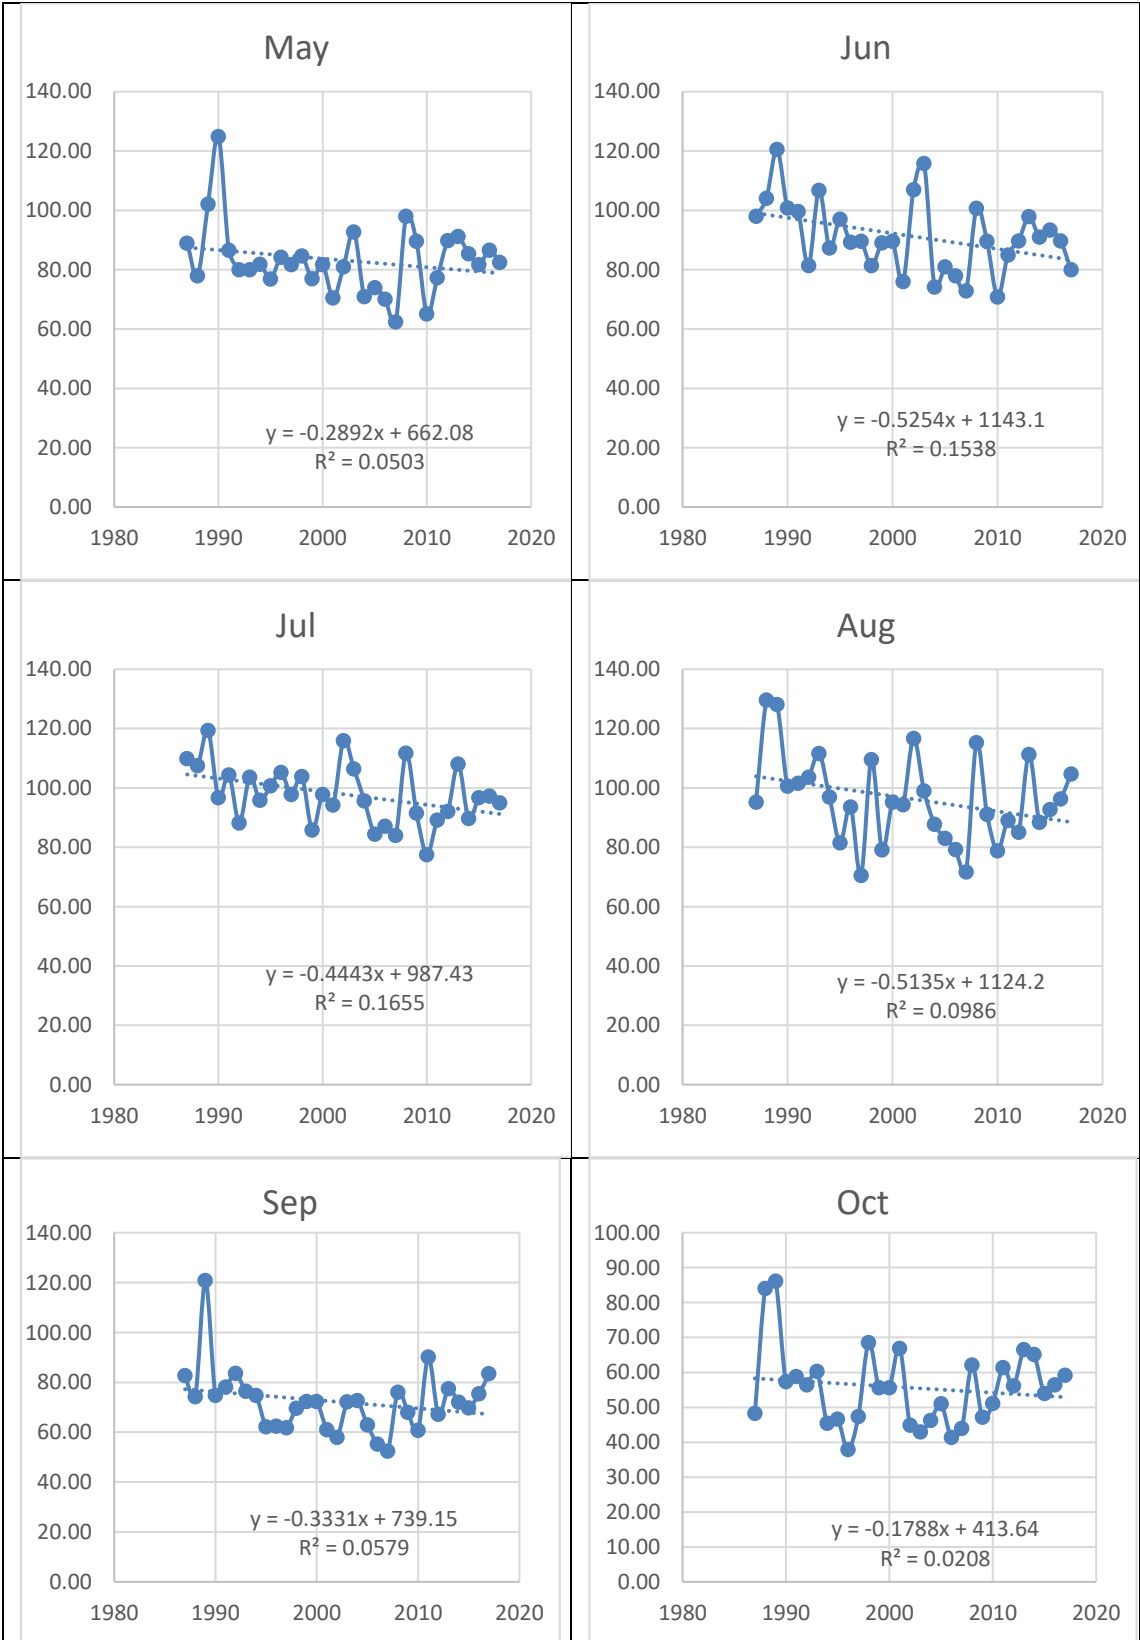 May
140.00
120.00
100.00
80.00
60.00
40.00
20.00
0.00
y = -0.2892x + 662.08
R² = 0.0503
1980 1990 2000 2010 2020
Jun
140.00
120.00
100.00
80.00
60.00
40.00
20.00
0.00
y = -0.5254x + 1143.1
R² = 0.1538
1980 1990 2000 2010 2020
Jul
140.00
120.00
100.00
80.00
60.00
40.00
20.00
0.00
y = -0.4443x + 987.43
R² = 0.1655
1980 1990 2000 2010 2020
Aug
140.00
120.00
100.00
80.00
60.00
40.00
20.00
0.00
y = -0.5135x + 1124.2
R² = 0.0986
1980 1990 2000 2010 2020
Sep
140.00
120.00
100.00
80.00
60.00
40.00
20.00
0.00
y = -0.3331x + 739.15
R² = 0.0579
1980 1990 2000 2010 2020
Oct
100.00
90.00
80.00
70.00
60.00
50.00
40.00
30.00
20.00
10.00
0.00
y = -0.1788x + 413.64
R² = 0.0208
1980 1990 2000 2010 2020